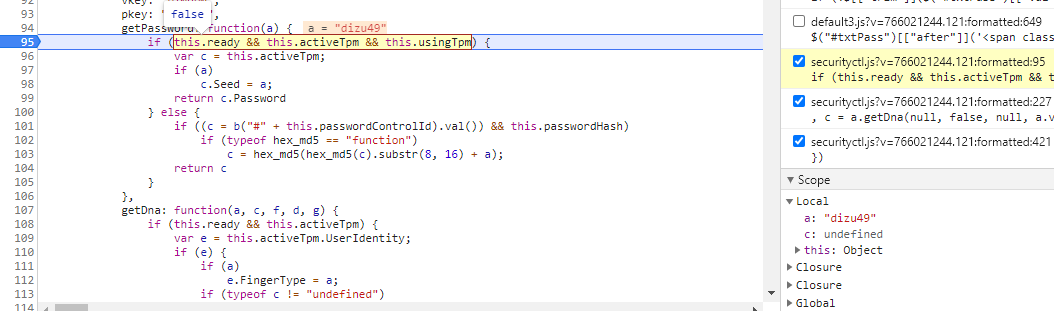 93 pkey: " false ",
94 getPassword: function(a) { a = "dizu49"
95 if (this.ready && this.activeTpm && this.usingTpm) {
96 var c = this.activeTpm;
97 if (a)
98 c.Seed = a;
99 return c.Password
100 } else {
101 if ((c = b("#" + this.passwordControlId).val()) && this.passwordHash)
102 if (typeof hex_md5 == "function")
103 c = hex_md5(hex_md5(c).substr(8, 16) + a);
104 return c
105 }
106 },
107 getDna: function(a, c, f, d, g) {
108 if (this.ready && this.activeTpm) {
109 var e = this.activeTpm.UserIdentity;
110 if (e) {
111 if (a)
112 e.FingerType = a;
113 if (typeof c != "undefined")
114
default3.js?v=766021244.121:formatted:649
$("#txtPass")[["after"]]('<span class
securityctl.js?v=766021244.121:formatted:95
if (this.ready && this.activeTpm && t
securityctl.js?v=766021244.121:formatted:227
, c = a.getDna(null, false, null, a.v
securityctl.js?v=766021244.121:formatted:421
})
Scope
Local
a: "dizu49"
c: undefined
this: Object
Closure
Closure
Global